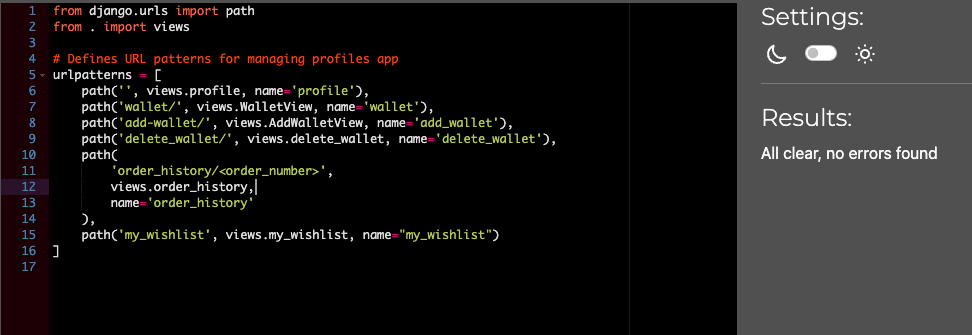 1 from django.urls import path
2 from . import views
3
4 # Defines URL patterns for managing profiles app
5 urlpatterns = [
6     path('', views.profile, name='profile'),
7     path('wallet/', views.WalletView, name='wallet'),
8     path('add-wallet/', views.AddWalletView, name='add_wallet'),
9     path('delete_wallet/', views.delete_wallet, name='delete_wallet'),
10     path(
11         'order_history/<order_number>',
12         views.order_history,
13         name='order_history'
14     ),
15     path('my_wishlist', views.my_wishlist, name="my_wishlist")
16 ]
17
Settings:
Results:
All clear, no errors found